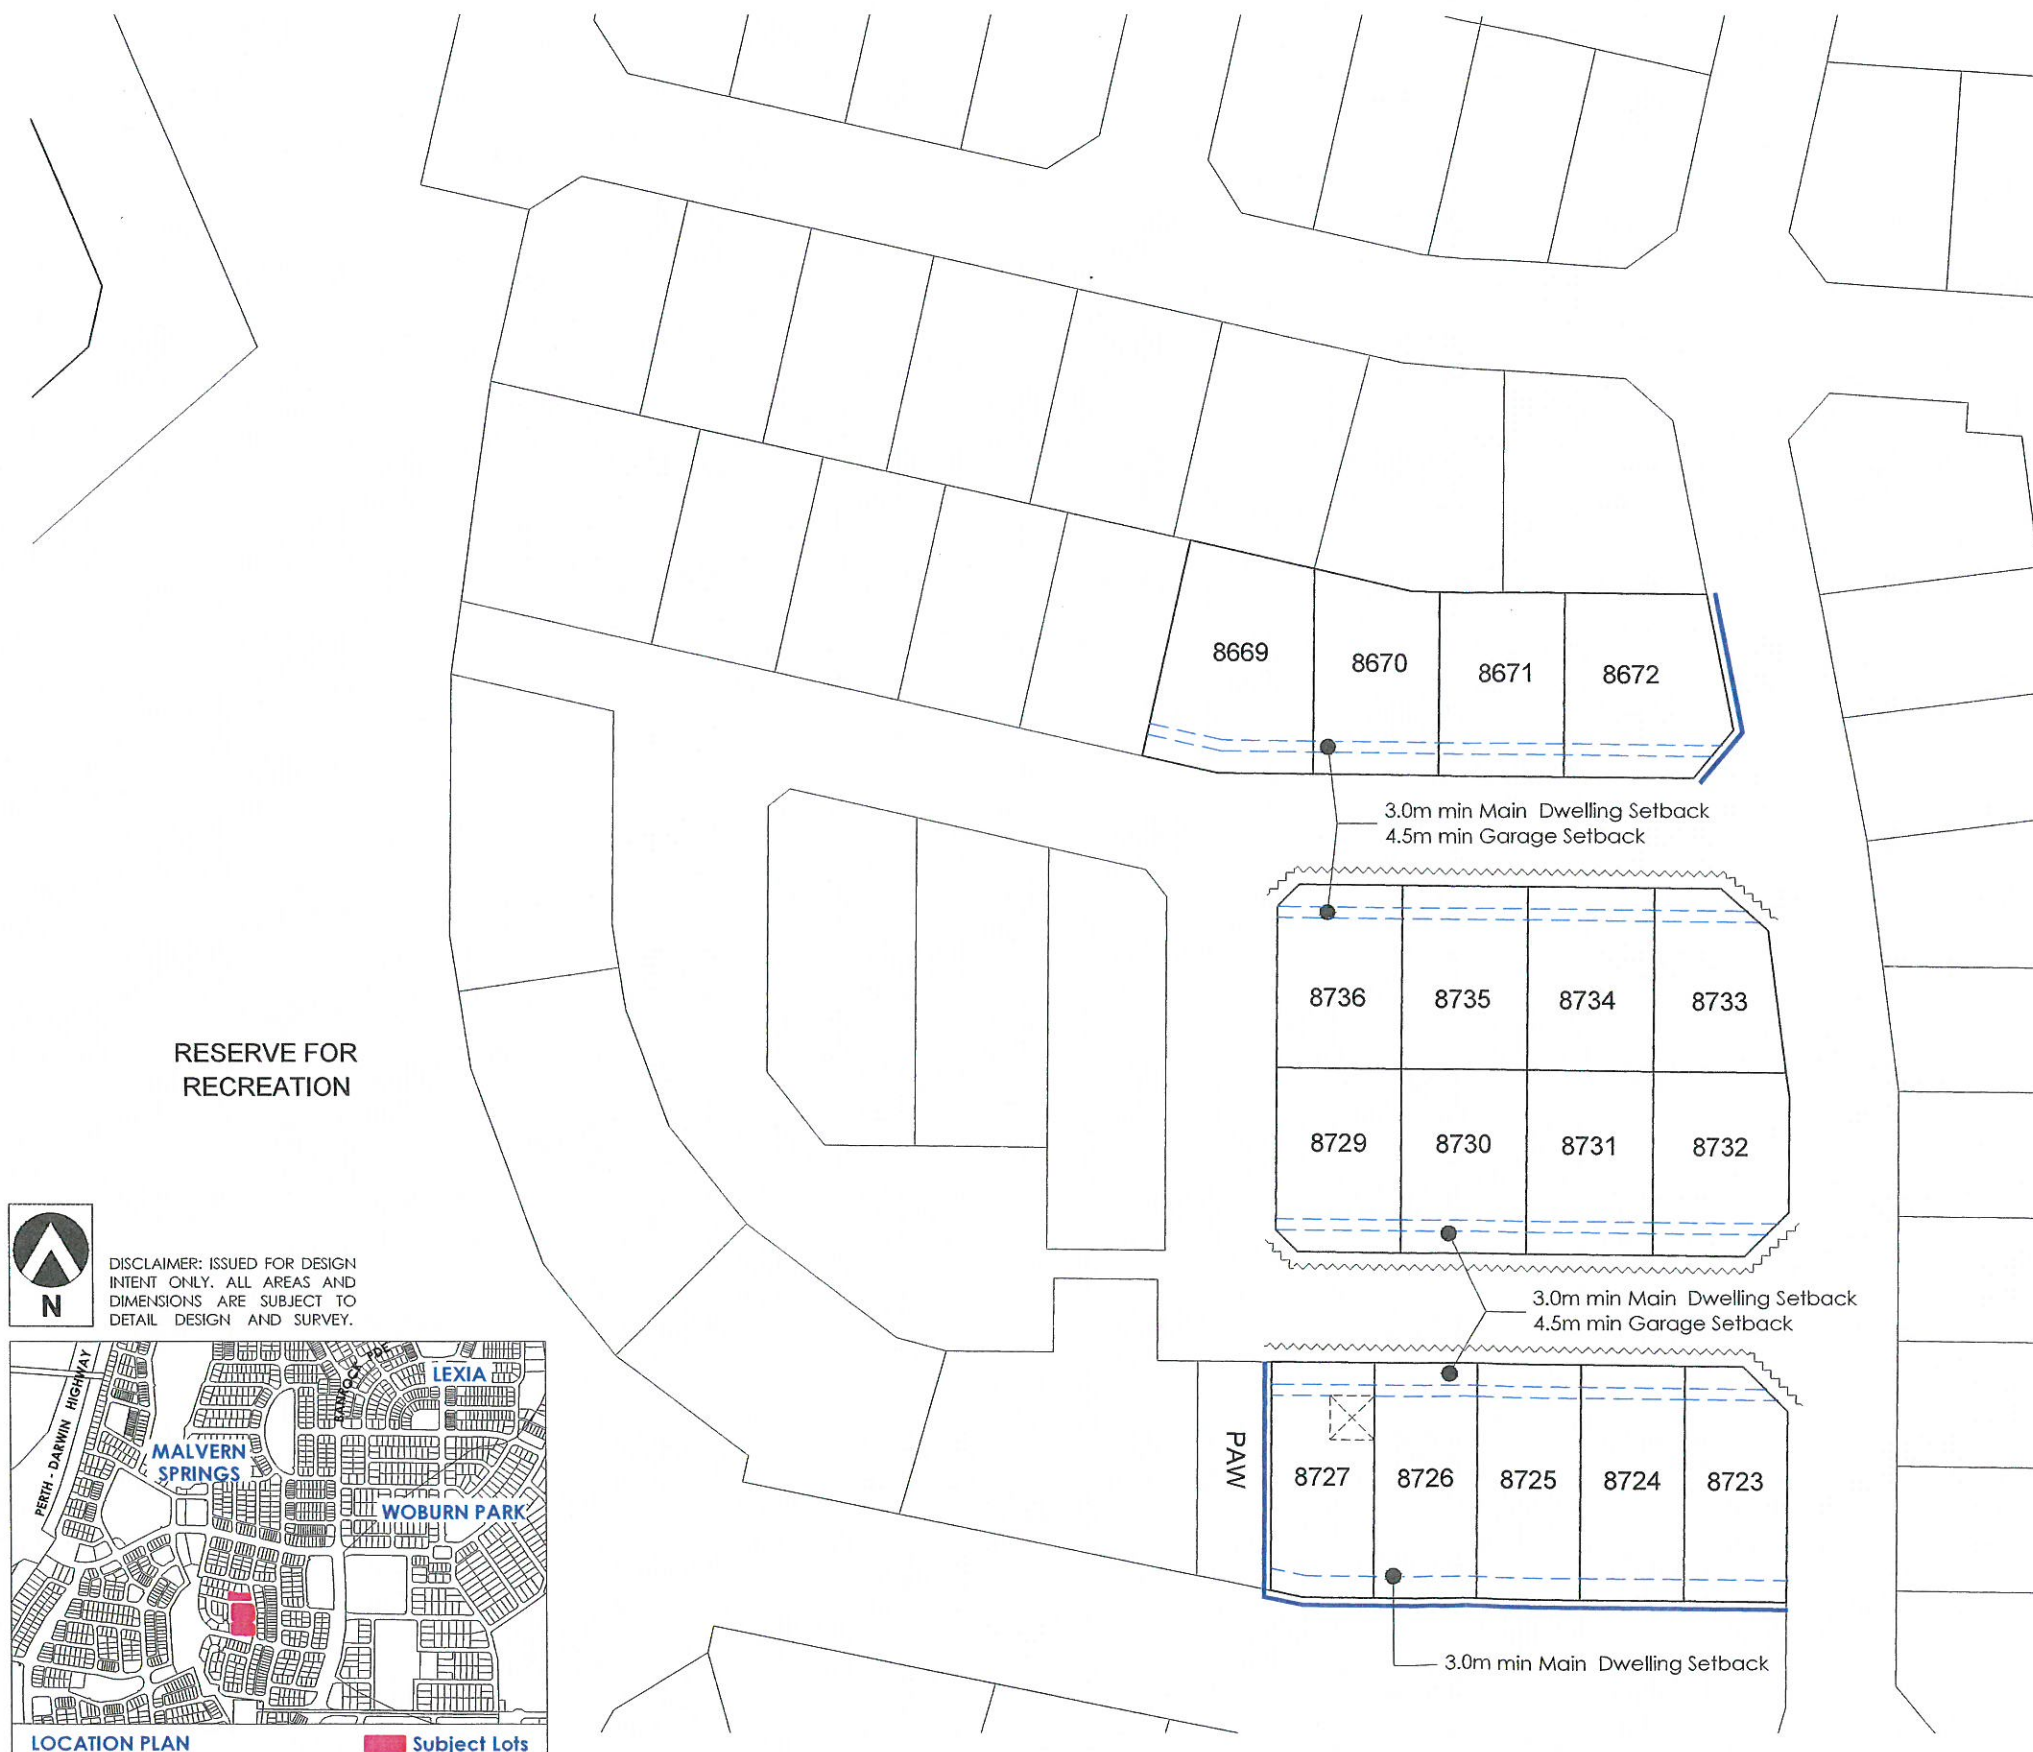 8669
8670
8671
8672
3.0m min Main Dwelling Setback
4.5m min Garage Setback
8736
8735
8734
8733
8729
8730
8731
8732
RESERVE FOR
RECREATION
N
DISCLAIMER: ISSUED FOR DESIGN
INTENT ONLY. ALL AREAS AND
DIMENSIONS ARE SUBJECT TO
DETAIL DESIGN AND SURVEY.
3.0m min Main Dwelling Setback
4.5m min Garage Setback
PAW
8727
8726
8725
8724
8723
3.0m min Main Dwelling Setback
PERTH - DARWIN HIGHWAY
BANROCK PDE
LEXIA
MALVERN
SPRINGS
WOBURN PARK
LOCATION PLAN
Subject Lots